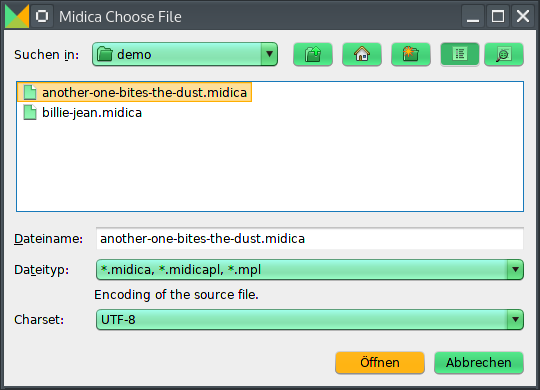 Midica Choose File
Suchen in: demo
another-one-bites-the-dust.midica
billie-jean.midica
Dateiname: another-one-bites-the-dust.midica
Dateityp: *.midica, *.midicapl, *.mpl
Encoding of the source file.
Charset: UTF-8
Öffnen Abbrechen